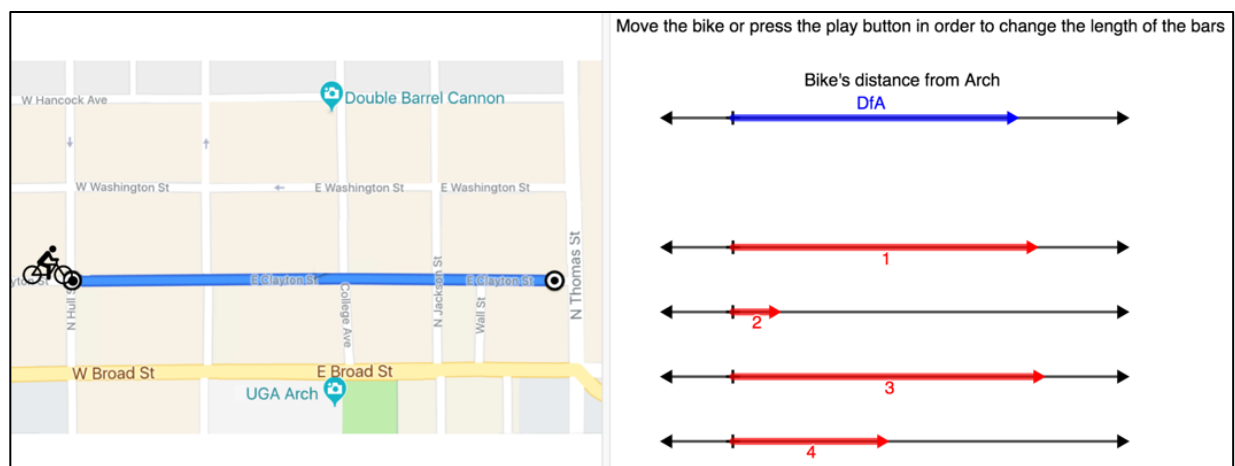 Move the bike or press the play button in order to change the length of the bars
Bike's distance from Arch
DfA
1
2
3
4
W Hancock Ave
Double Barrel Cannon
W Washington St
E Washington St
E Washington St
E Clayton St
E Clayton St
N Hull
College Ave
N Jackson St
Wall St
N Thomas St
W Broad St
E Broad St
UGA Arch